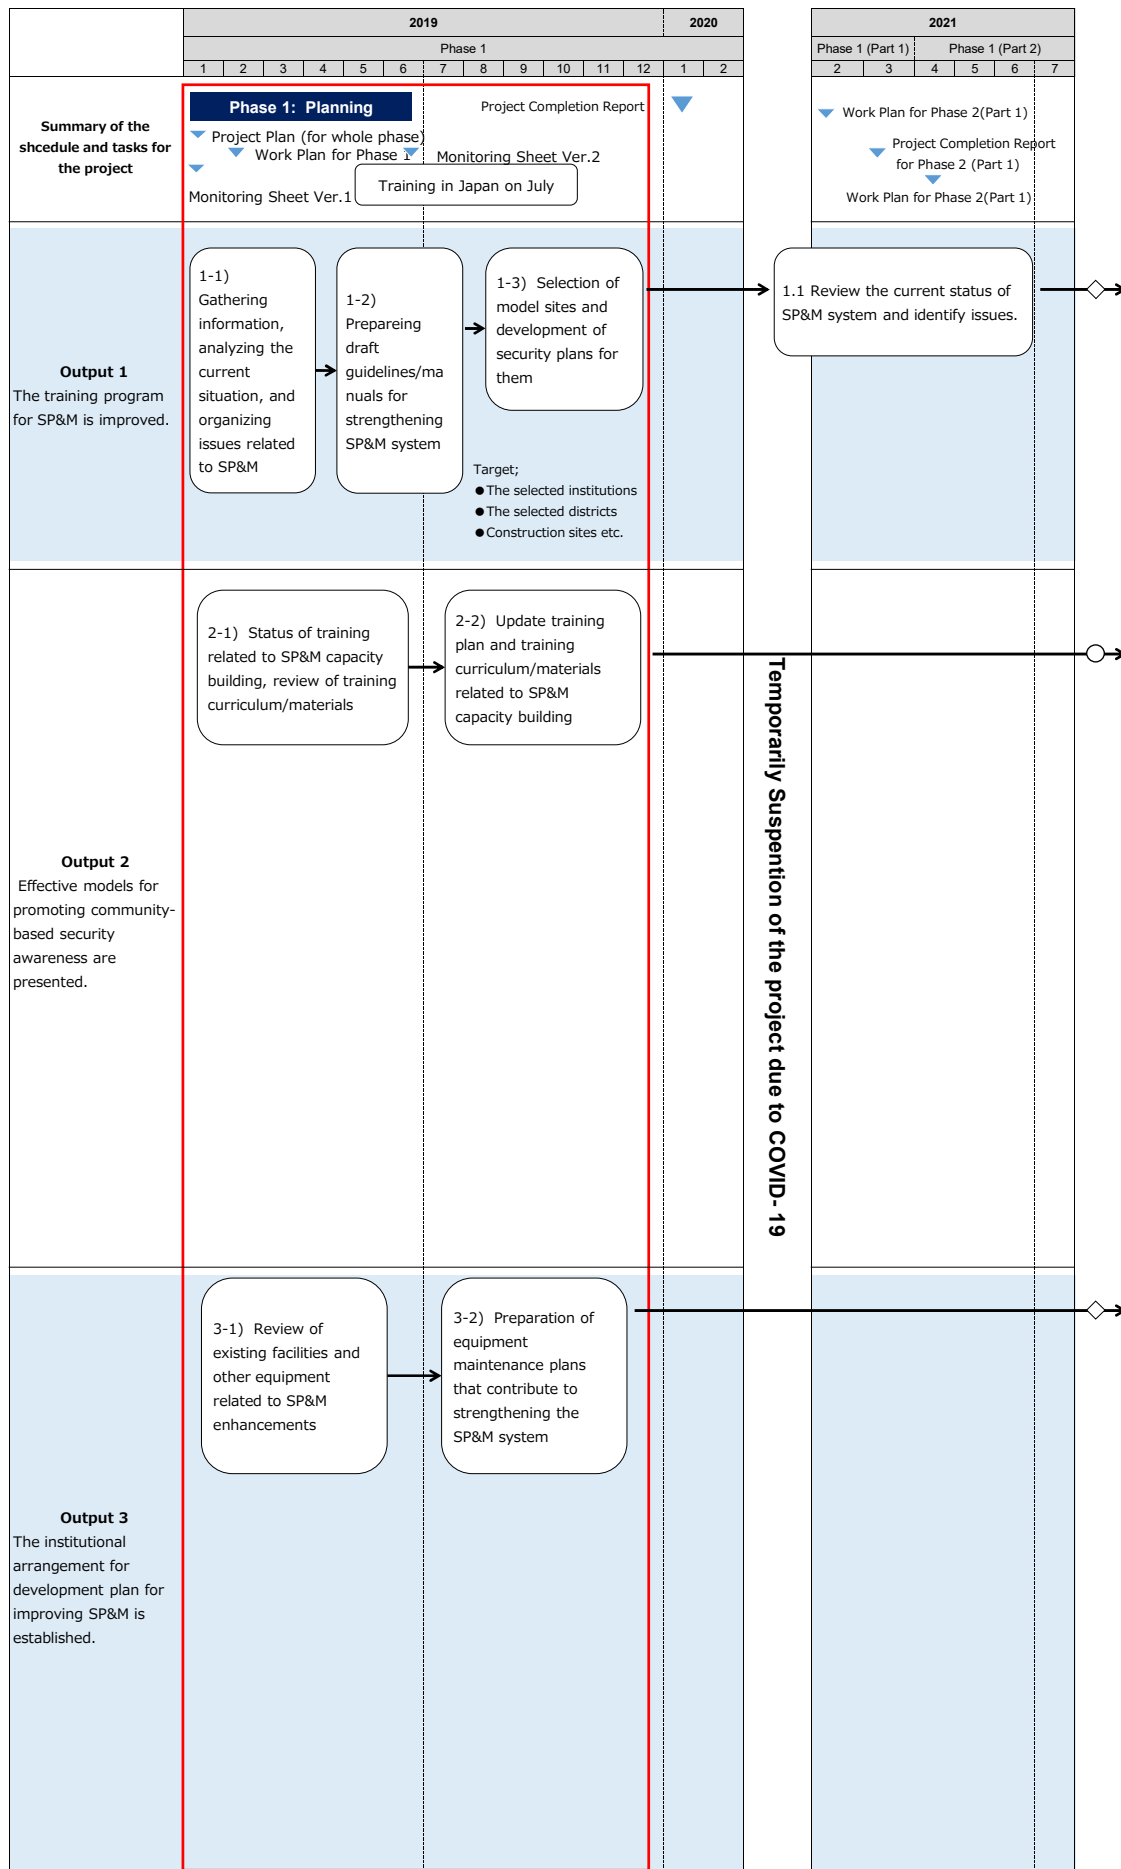 2019
2020
2021
Phase 1
Phase 1 (Part 1)
Phase 1 (Part 2)
1 2 3 4 5 6 7 8 9 10 11 12 1 2
2 3 4 5 6 7
Summary of the
shcedule and tasks for
the project
Phase 1: Planning
Project Completion Report
Project Plan (for whole phase)
Work Plan for Phase 1
Monitoring Sheet Ver.2
Training in Japan on July
Monitoring Sheet Ver.1
Work Plan for Phase 2(Part 1)
Project Completion Report
for Phase 2 (Part 1)
Work Plan for Phase 2(Part 1)
Output 1
The training program
for SP&M is improved.
1-1)
Gathering
information,
analyzing the
current
situation, and
organizing
issues related
to SP&M
1-2)
Prepareing
draft
guidelines/ma
nuals for
strengthening
SP&M system
1-3) Selection of
model sites and
development of
security plans for
them
Target;
●The selected institutions
●The selected districts
●Construction sites etc.
1.1 Review the current status of
SP&M system and identify issues.
Output 2
Effective models for
promoting community-
based security
awareness are
presented.
2-1) Status of training
related to SP&M capacity
building, review of training
curriculum/materials
2-2) Update training
plan and training
curriculum/materials
related to SP&M
capacity building
Temporarily Suspention of the project due to COVID- 19
Output 3
The institutional
arrangement for
development plan for
improving SP&M is
established.
3-1) Review of
existing facilities and
other equipment
related to SP&M
enhancements
3-2) Preparation of
equipment
maintenance plans
that contribute to
strengthening the
SP&M system